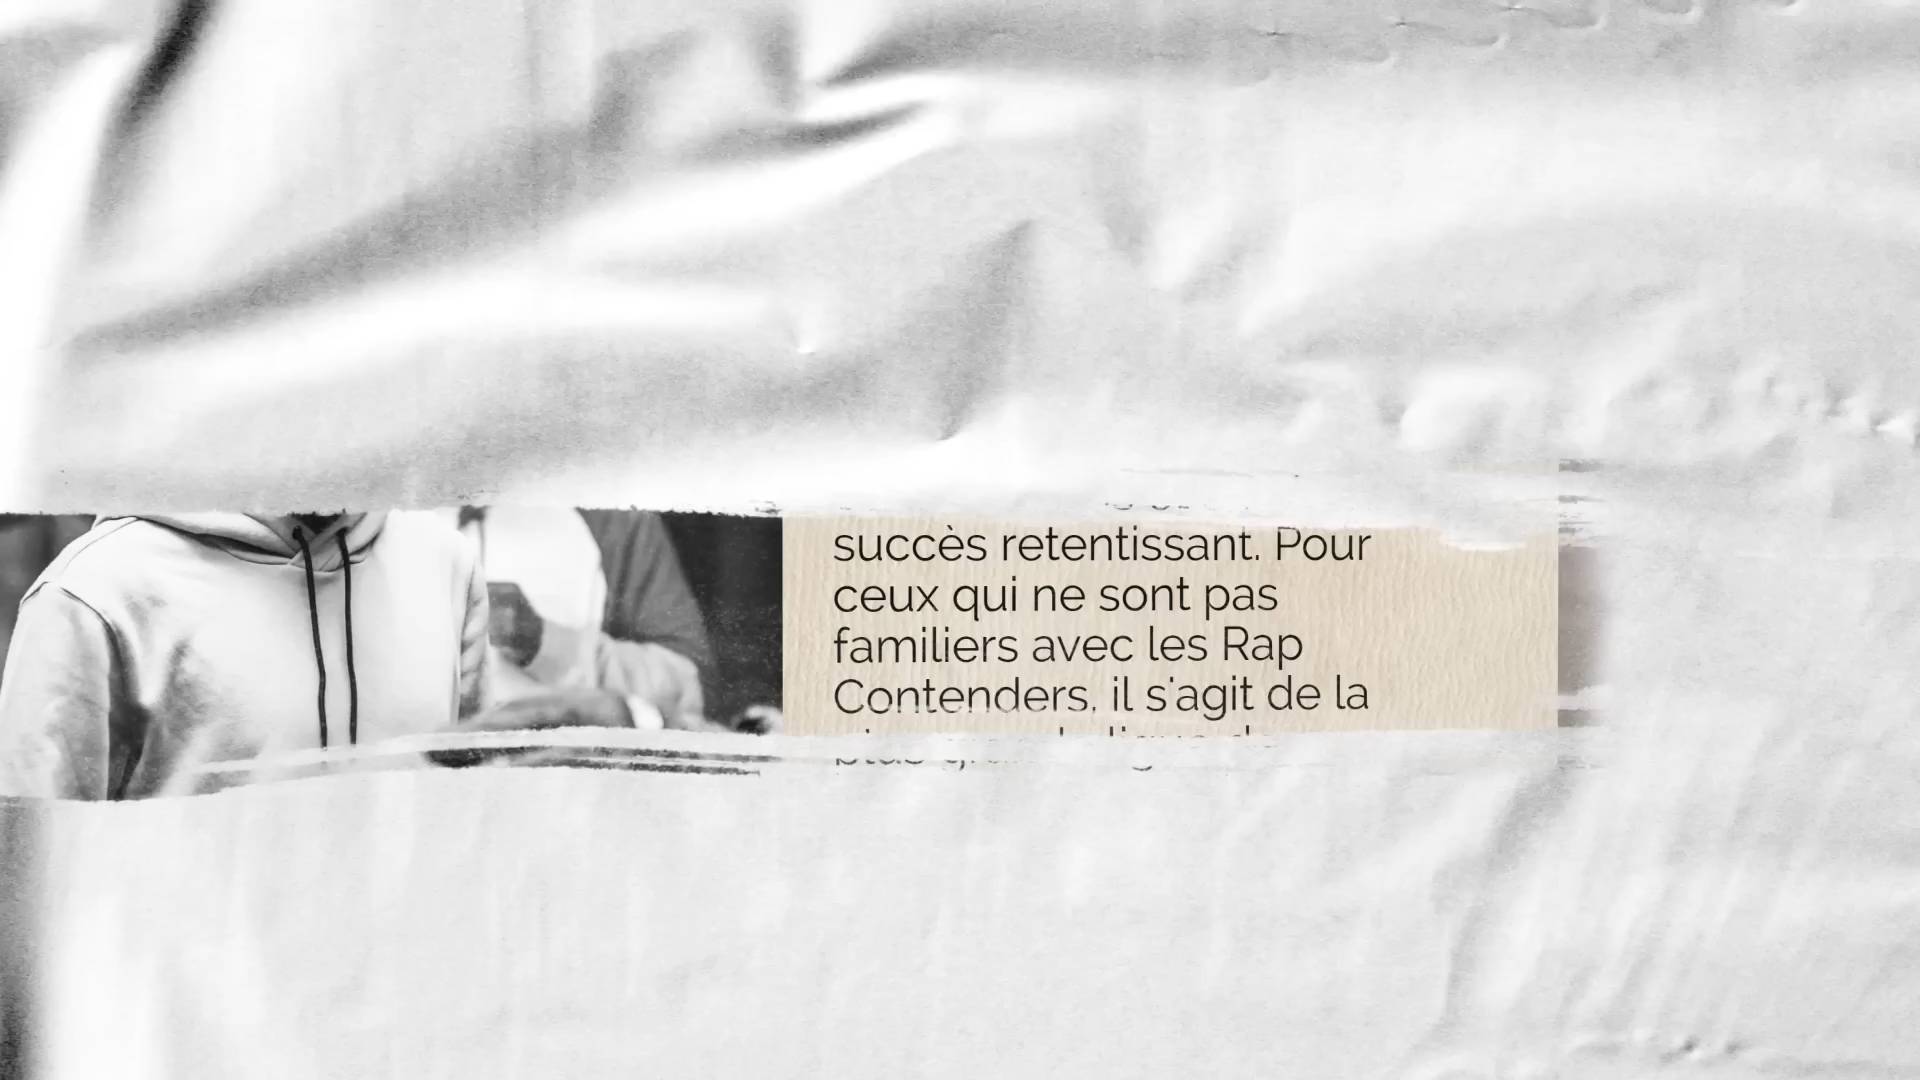 succès retentissant. Pour
ceux qui ne sont pas
familiers avec les Rap
Contenders, il s'agit de la